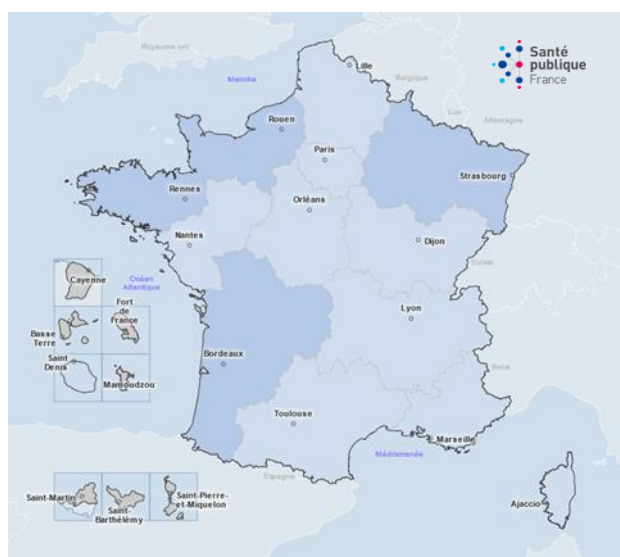 Santé
publique
France
Royaume uni
Lille
Belgique
Manche
Lux.
Allemagne
Rouen
Paris
Strasbourg
Rennes
Orléans
Nantes
Dijon
Suisse
Océan
Atlantique
Cayenne
Fort
de
France
Basse
Terre
Saint
Denis
Mamoudzou
Lyon
Bordeaux
Italie
Toulouse
Marseille
Méditerranée
Espagne
Saint-Martin
Saint-
Barthélémy
Saint-Pierre-
et-Miquelon
Ajaccio